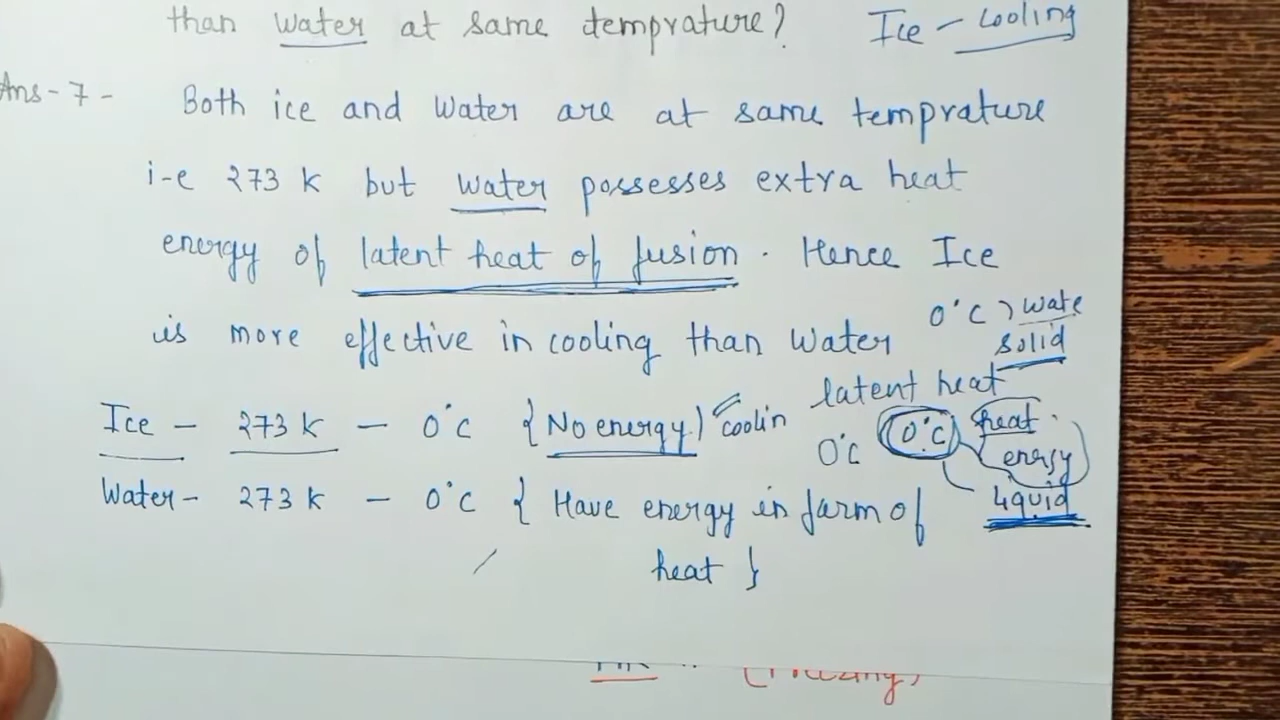 than water at same temprature?
Ice - cooling
Ans-7- Both ice and water are at same temprature
i-e 273 k but water possesses extra heat
energy of latent heat of fusion. Hence Ice
is more effective in cooling than water
0°C ) wate
solid
latent heat
Ice - 273 k - 0°C { No energy) coolin
0°C 0°C heat
energy
liquid
Water - 273 k - 0°C { Have energy in farm of
heat }